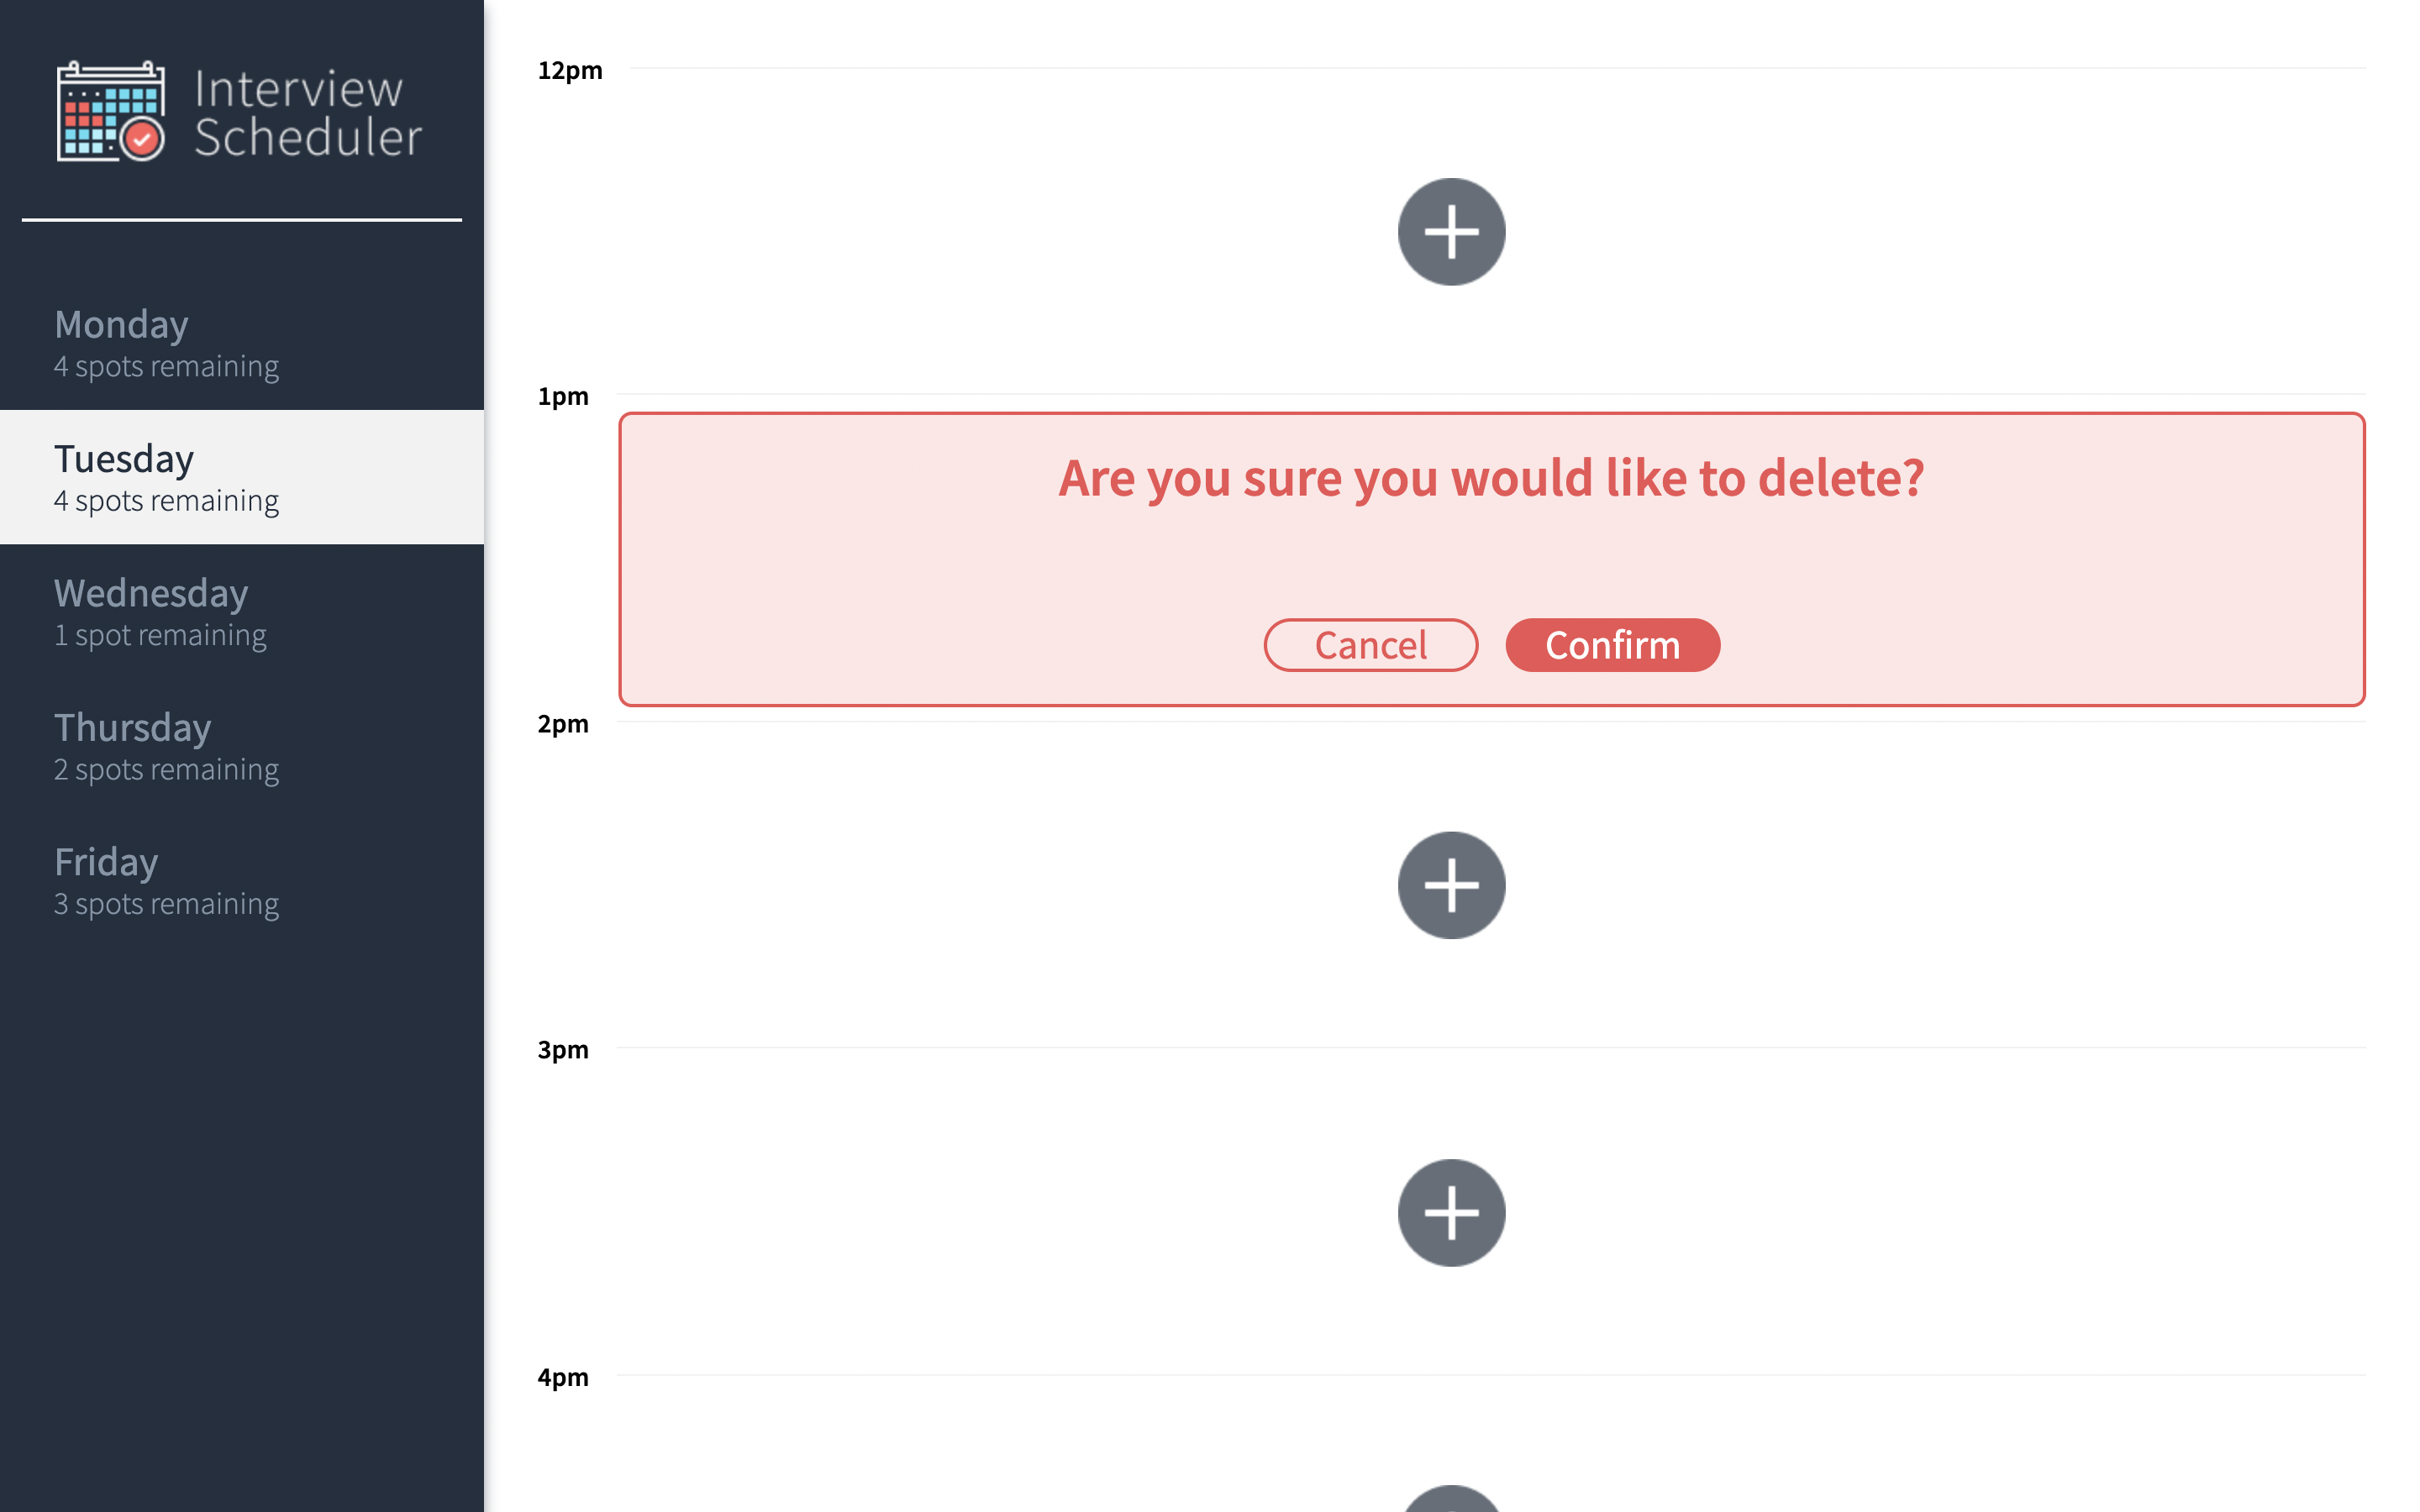 Interview
Scheduler
Monday
4 spots remaining
Tuesday
4 spots remaining
Wednesday
1 spot remaining
Thursday
2 spots remaining
Friday
3 spots remaining
12pm
1pm
Are you sure you would like to delete?
Cancel Confirm
2pm
3pm
4pm